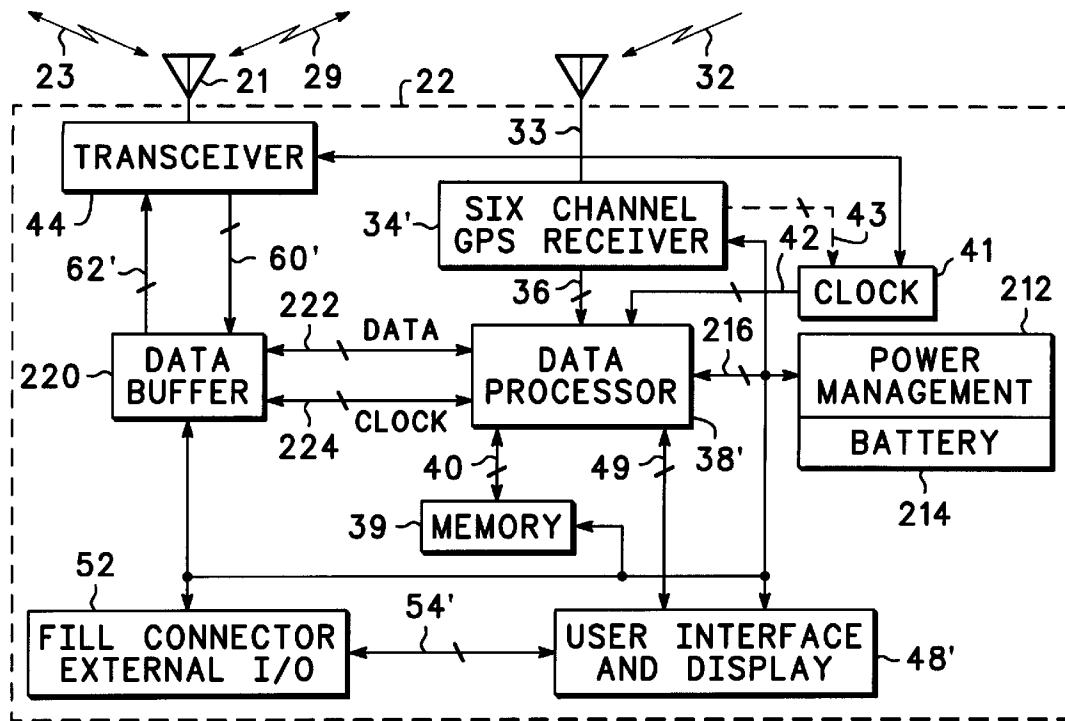 23
21
29
22
32
33
TRANSCEIVER
44
SIX CHANNEL
GPS RECEIVER
34'
43
42
41
CLOCK
62'
60'
36
212
222
DATA
216
220
DATA
BUFFER
DATA
PROCESSOR
POWER
MANAGEMENT
224
CLOCK
40
49
38'
BATTERY
214
39
MEMORY
52
54'
FILL CONNECTOR
EXTERNAL I/O
USER INTERFACE
AND DISPLAY
48'